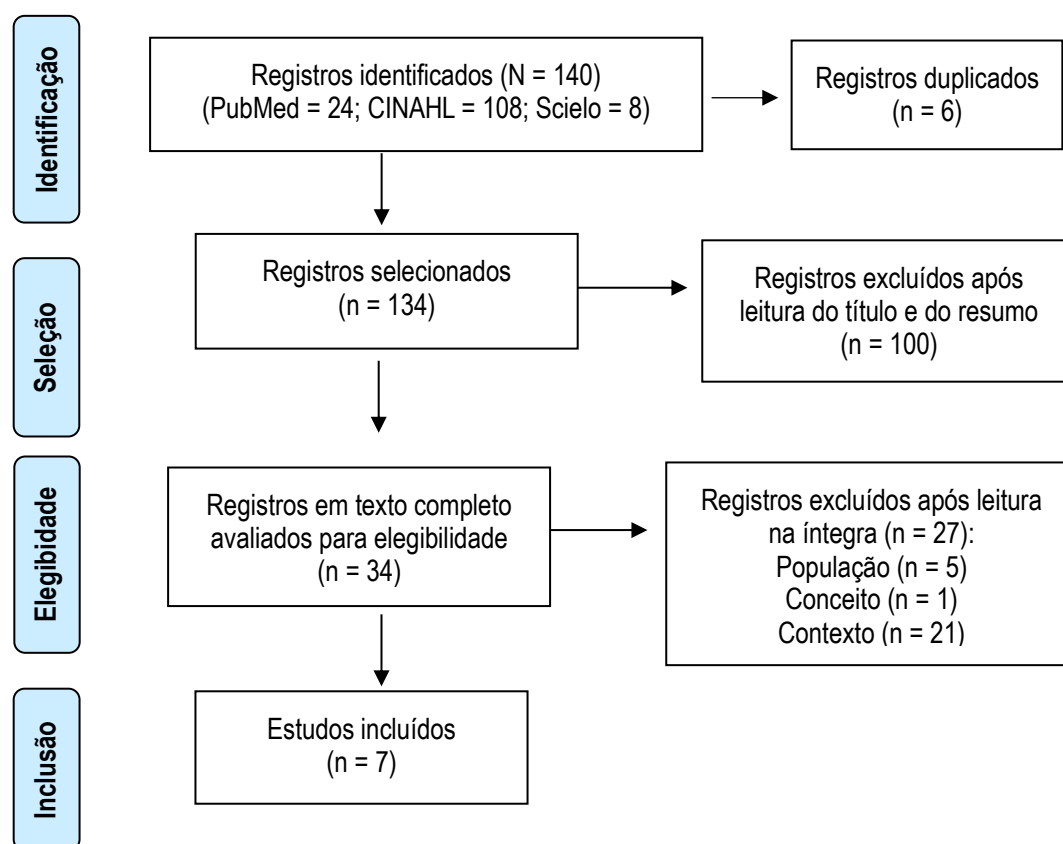 Identificação
Registros identificados (N = 140)
(PubMed = 24; CINAHL = 108; Scielo = 8)
Registros duplicados
(n = 6)
Seleção
Registros selecionados
(n = 134)
Registros excluídos após
leitura do título e do resumo
(n = 100)
Elegibidade
Registros em texto completo
avaliados para elegibilidade
(n = 34)
Registros excluídos após leitura
na íntegra (n = 27):
População (n = 5)
Conceito (n = 1)
Contexto (n = 21)
Inclusão
Estudos incluídos
(n = 7)